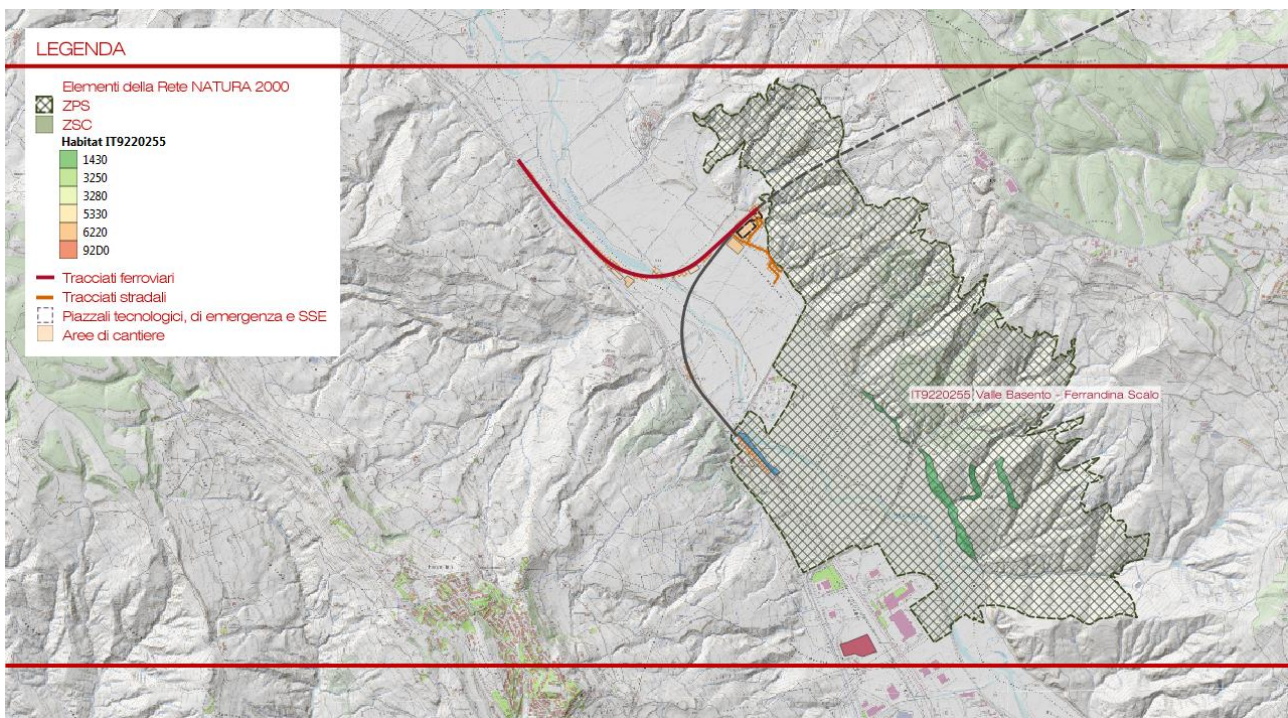 LEGENDA
Elementi della Rete NATURA 2000
ZPS
ZSC
Habitat IT9220255
1430
3250
3280
5330
6220
92D0
Tracciati ferroviari
Tracciati stradali
Piazzali tecnologici, di emergenza e SSE
Aree di cantiere
IT9220255 Valle Basento - Ferrandina Scalo